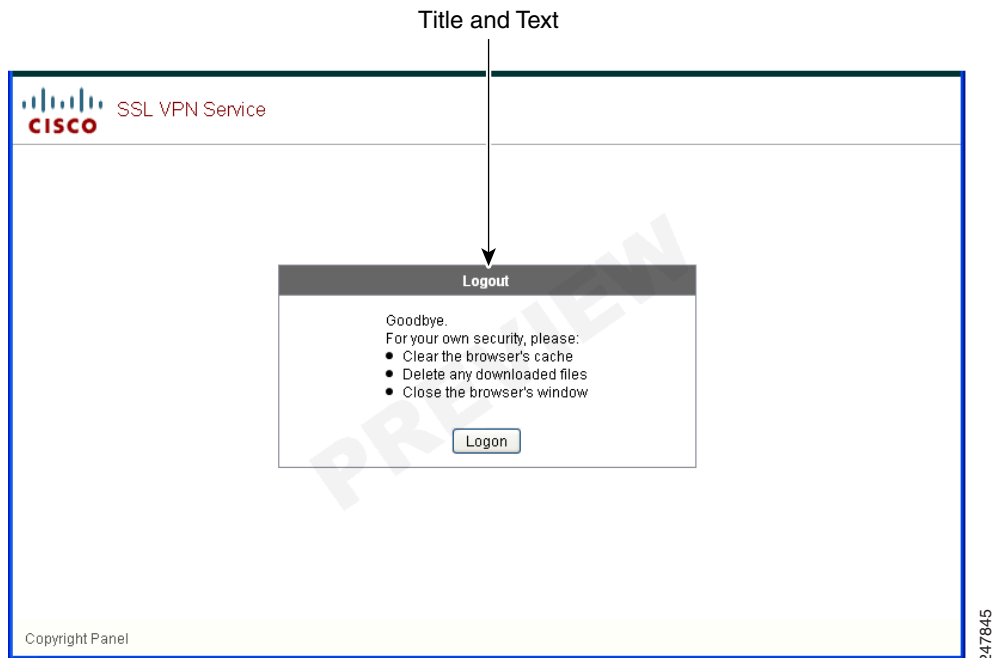 Title and Text
CISCO
SSL VPN Service
PREVIEW
Logout
Goodbye.
For your own security, please:
● Clear the browser's cache
● Delete any downloaded files
● Close the browser's window
Logon
Copyright Panel
247845